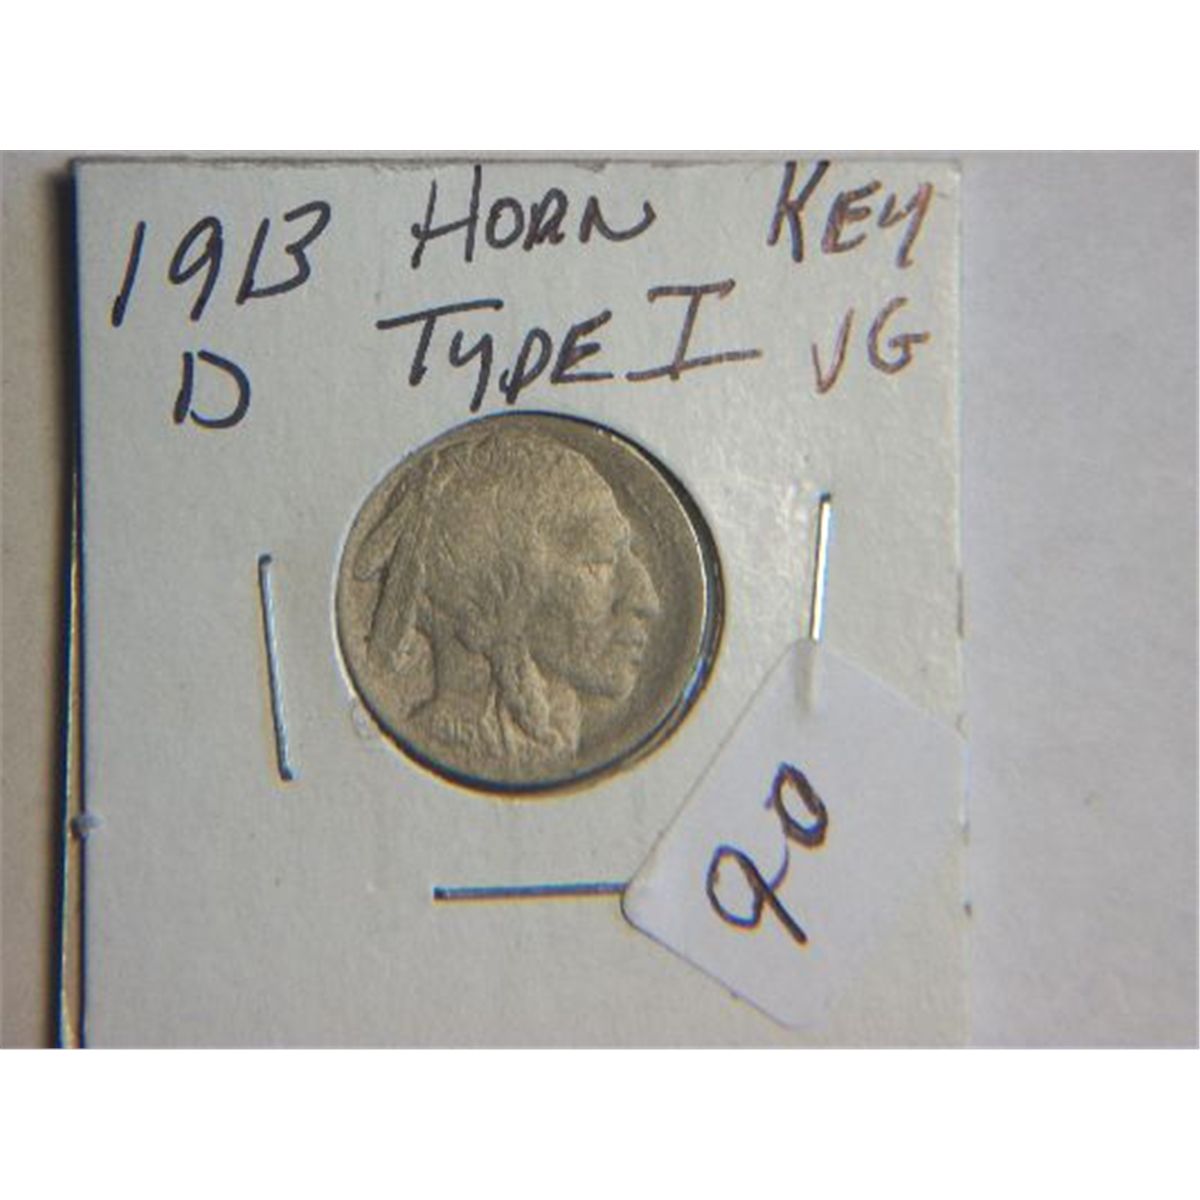 1913 HORN KEY
D TYPE I VG
90